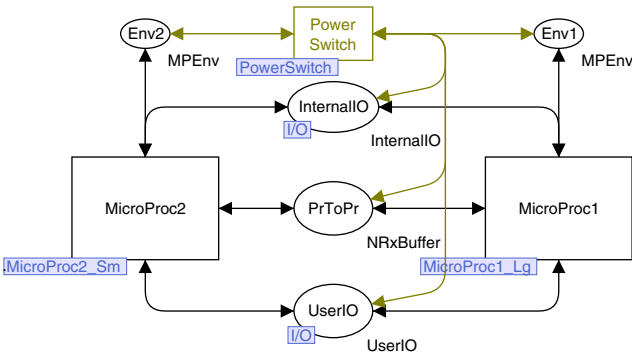 Env2
Power
Switch
Env1
MPEnv
PowerSwitch
MPEnv
InternalIO
I/O
InternalIO
MicroProc2
PrToPr
MicroProc1
NRxBuffer
MicroProc2_Sm
MicroProc1_Lg
UserIO
I/O
UserIO